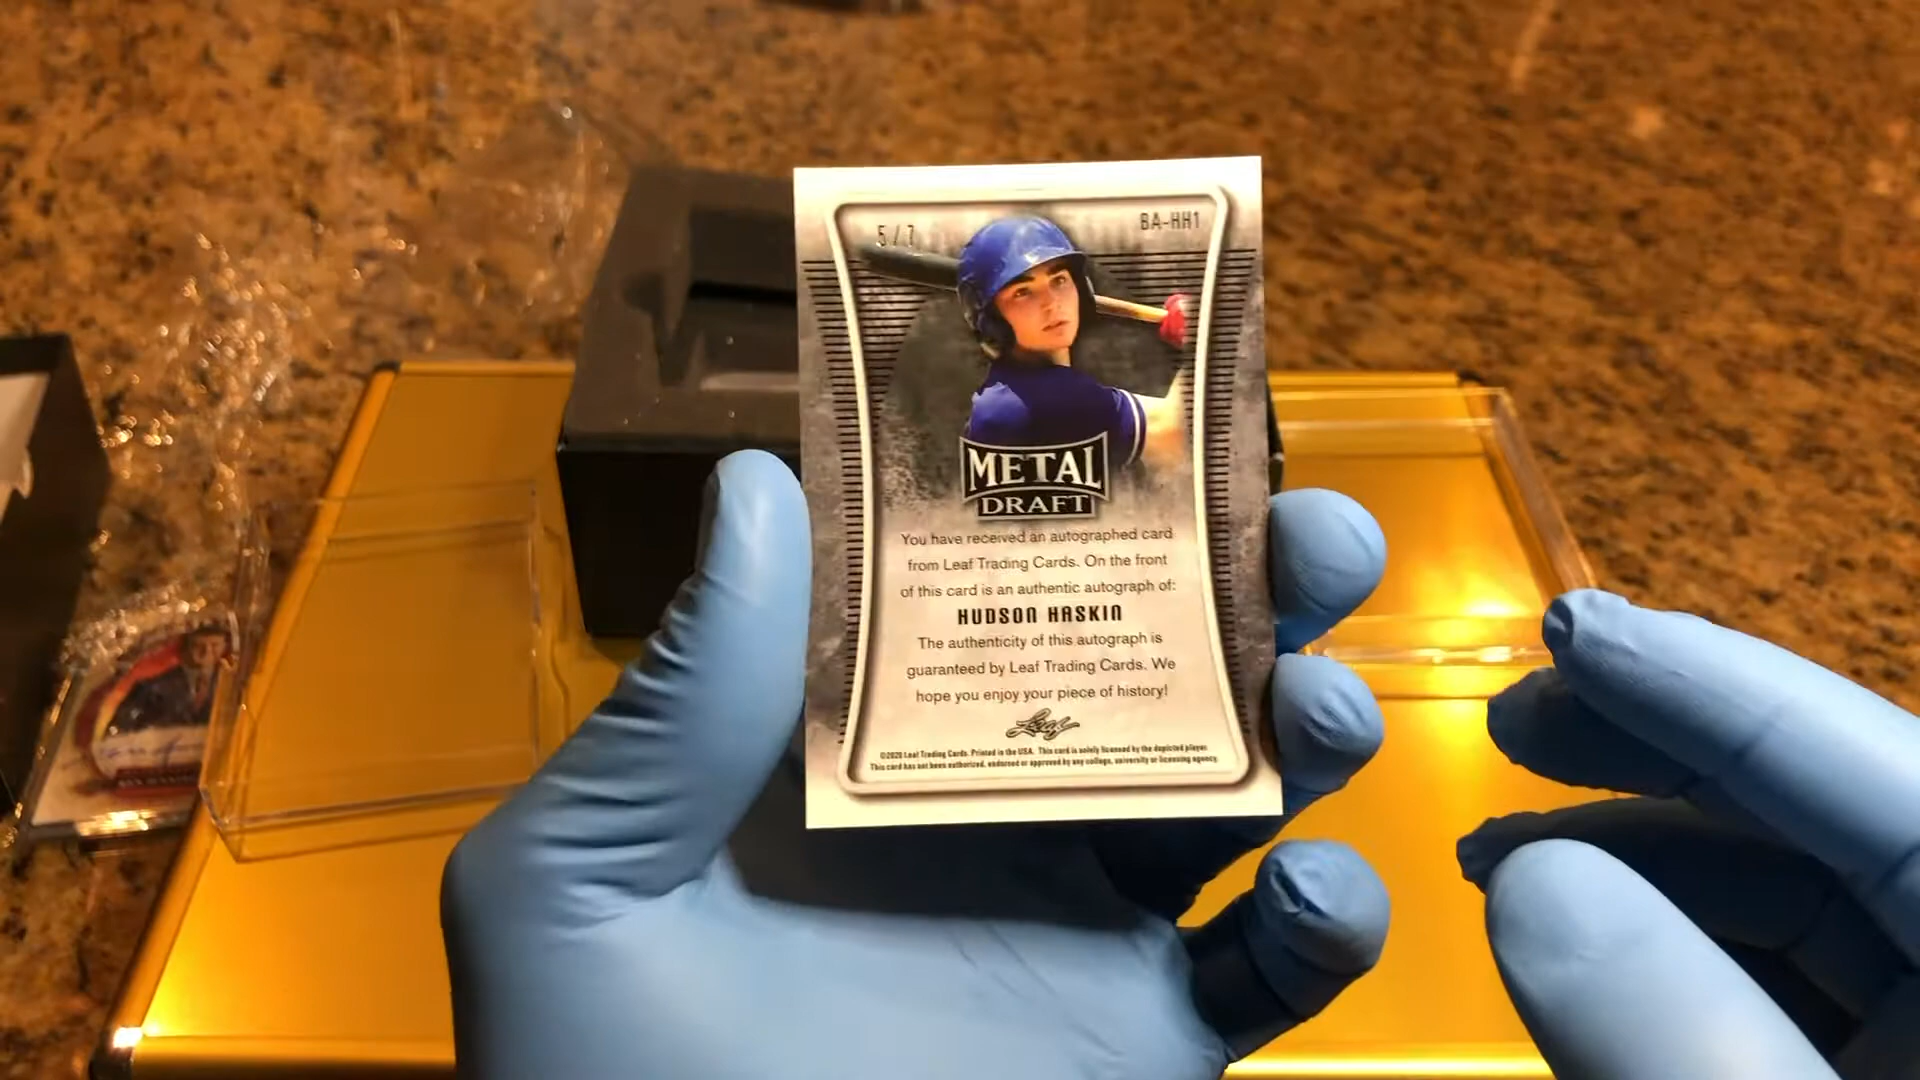 5/7
BA-HH1
METAL
DRAFT
You have received an autographed card
from Leaf Trading Cards. On the front
of this card is an authentic autograph of:
HUDSON HASKIN
The authenticity of this autograph is
guaranteed by Leaf Trading Cards. We
hope you enjoy your piece of history!
Leaf
©2020 Leaf Trading Cards. Printed in the USA. This card is solely licensed by the depicted player.
This card has not been authorized, endorsed or approved by any college, university or licensing agency.